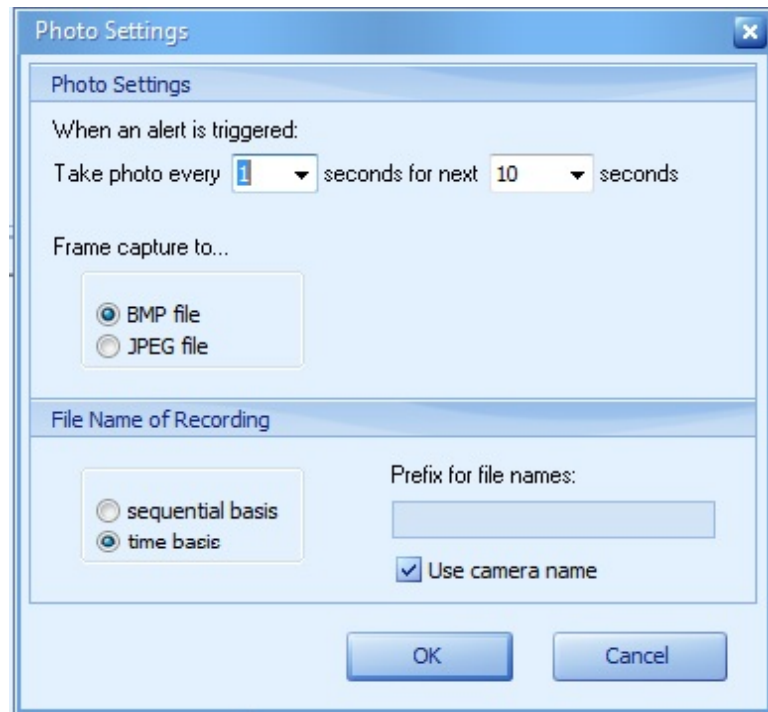 Photo Settings
Photo Settings
When an alert is triggered:
Take photo every 1 seconds for next 10 seconds
Frame capture to...
BMP file
JPEG file
File Name of Recording
sequential basis
time basis
Prefix for file names:
Use camera name
OK Cancel